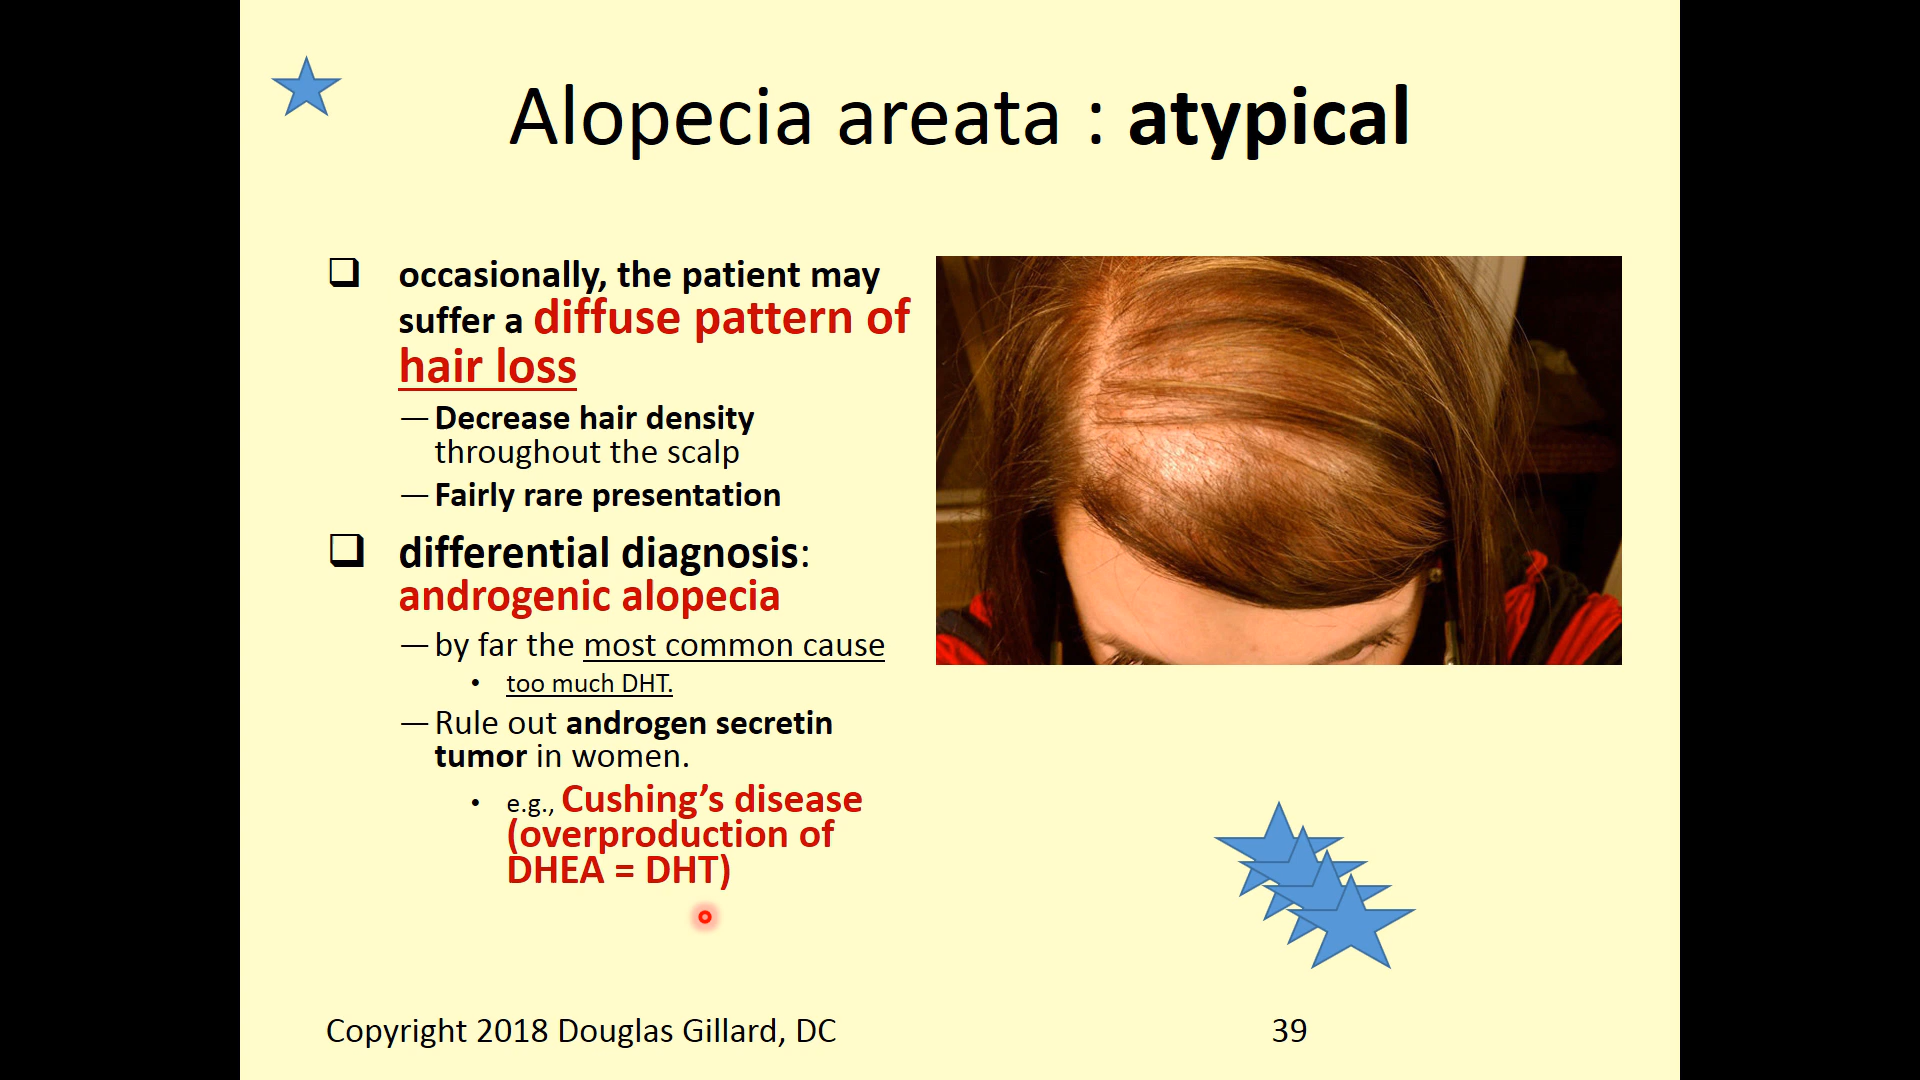 Alopecia areata : atypical
occasionally, the patient may
suffer a diffuse pattern of
hair loss
— Decrease hair density
throughout the scalp
— Fairly rare presentation
differential diagnosis:
androgenic alopecia
— by far the most common cause
• too much DHT.
— Rule out androgen secretin
tumor in women.
• e.g., Cushing’s disease
(overproduction of
DHEA = DHT)
Copyright 2018 Douglas Gillard, DC
39